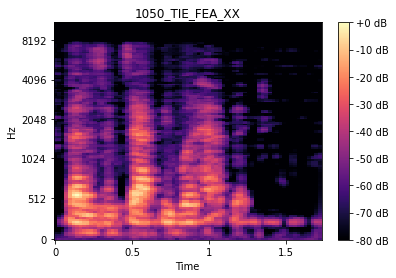 1050_TIE_FEA_XX
Hz
8192
4096
2048
1024
512
0
0
0.5
1
1.5
Time
+0 dB
-10 dB
-20 dB
-30 dB
-40 dB
-50 dB
-60 dB
-70 dB
-80 dB